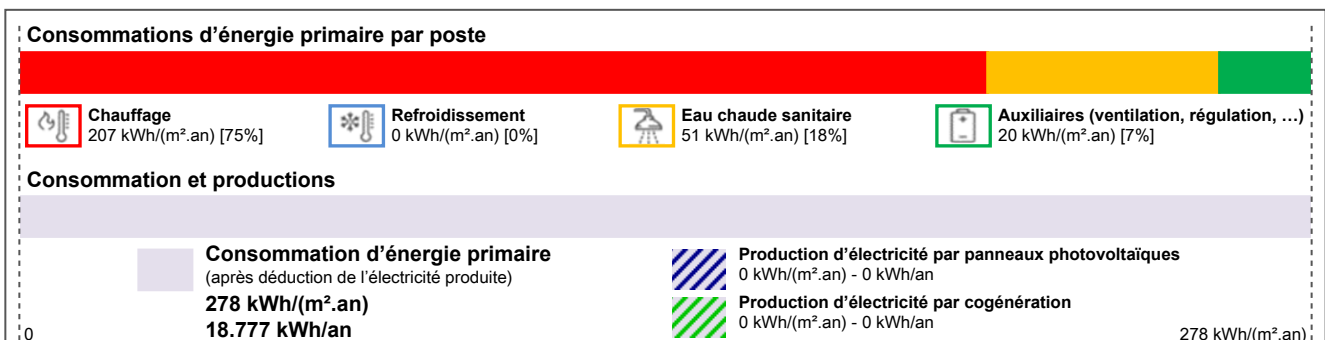 Consommations d'énergie primaire par poste
Chauffage
207 kWh/(m².an) [75%]
Refroidissement
0 kWh/(m².an) [0%]
Eau chaude sanitaire
51 kWh/(m².an) [18%]
Auxiliaires (ventilation, régulation, …)
20 kWh/(m².an) [7%]
Consommation et productions
Consommation d'énergie primaire
(après déduction de l'électricité produite)
278 kWh/(m².an)
18.777 kWh/an
Production d'électricité par panneaux photovoltaïques
0 kWh/(m².an) - 0 kWh/an
Production d'électricité par cogénération
0 kWh/(m².an) - 0 kWh/an
0
278 kWh/(m².an)